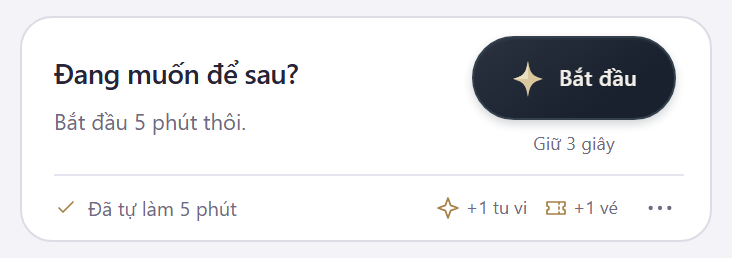 Đang muốn để sau?
Bắt đầu 5 phút thôi.
Bắt đầu
Giữ 3 giây
Đã tự làm 5 phút
+1 tu vi
+1 vé